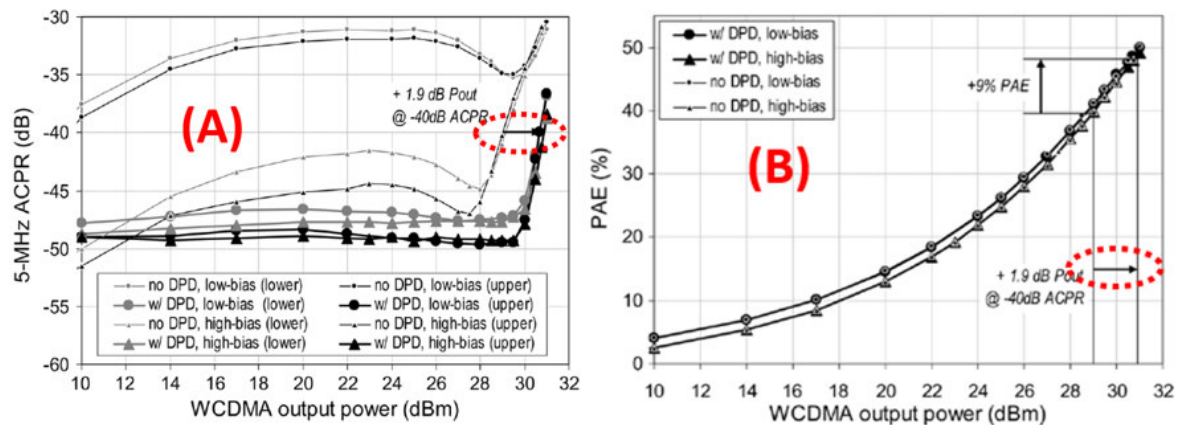 -30
-35
-40
-45
-50
-55
-60
5-MHz ACPR (dB)
(A)
+ 1.9 dB Pout
@ -40dB ACPR
no DPD, low-bias (lower)
w/ DPD, low-bias (lower)
no DPD, high-bias (lower)
w/ DPD, high-bias (lower)
no DPD, low-bias (upper)
w/ DPD, low-bias (upper)
no DPD, high-bias (upper)
w/ DPD, high-bias (upper)
10 12 14 16 18 20 22 24 26 28 30 32
WCDMA output power (dBm)
50
40
30
20
10
0
PAE (%)
w/ DPD, low-bias
w/ DPD, high-bias
no DPD, low-bias
no DPD, high-bias
+9% PAE
(B)
+ 1.9 dB Pout
@ -40dB ACPR
10 12 14 16 18 20 22 24 26 28 30 32
WCDMA output power (dBm)